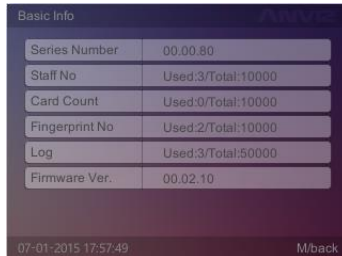 Basic Info
ANVIZ
Series Number 00.00.80
Staff No Used:3/Total:10000
Card Count Used:0/Total:10000
Fingerprint No Used:2/Total:10000
Log Used:3/Total:50000
Firmware Ver. 00.02.10
07-01-2015 17:57:49 M/back